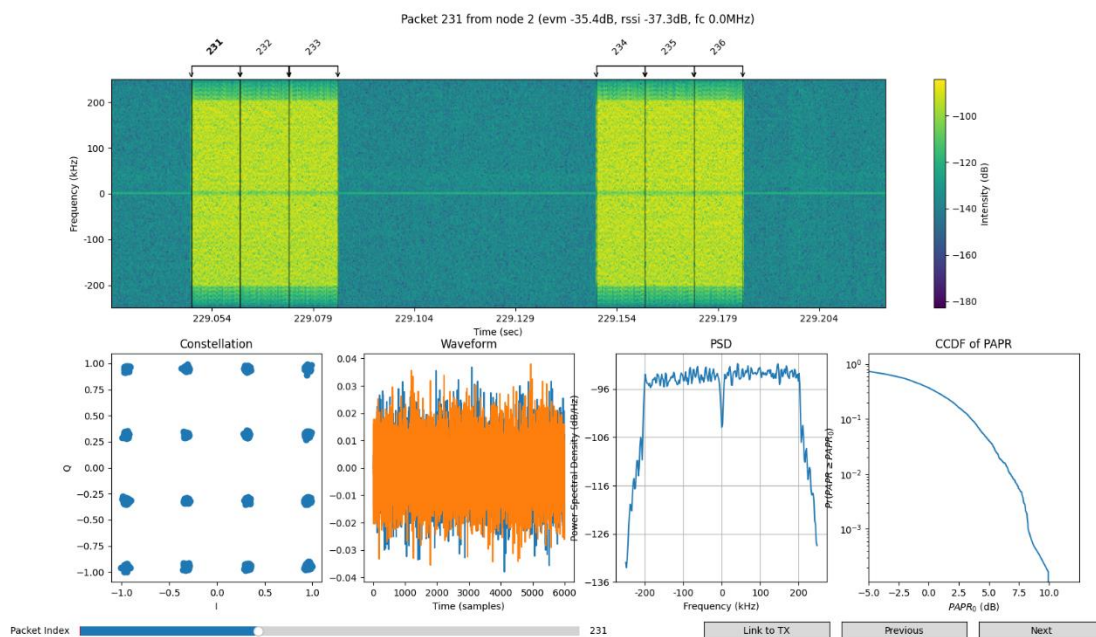 Packet 231 from node 2 (evm -35.4dB, rssi -37.3dB, fc 0.0MHz)
231 232 233 234 235 236
200
100
0
-100
-200
Frequency (kHz)
229.054 229.079 229.104 229.129 229.154 229.179 229.204
Time (sec)
-100
-120
-140
-160
-180
Intensity (dB)
Constellation
1.00
0.75
0.50
0.25
0.00
-0.25
-0.50
-0.75
-1.00
Q
-1.0 -0.5 0.0 0.5 1.0
I
Waveform
0.04
0.03
0.02
0.01
0.00
-0.01
-0.02
-0.03
-0.04
0 1000 2000 3000 4000 5000 6000
Time (samples)
PSD
-96
-106
-116
-126
-136
Power Spectral Density (dB/Hz)
-200 -100 0 100 200
Frequency (kHz)
CCDF of PAPR
10⁰
10⁻¹
10⁻²
10⁻³
Pr(PAPR ≥ PAPR₀)
-5.0 -2.5 0.0 2.5 5.0 7.5 10.0
PAPR₀ (dB)
Packet Index 231 Link to TX Previous Next